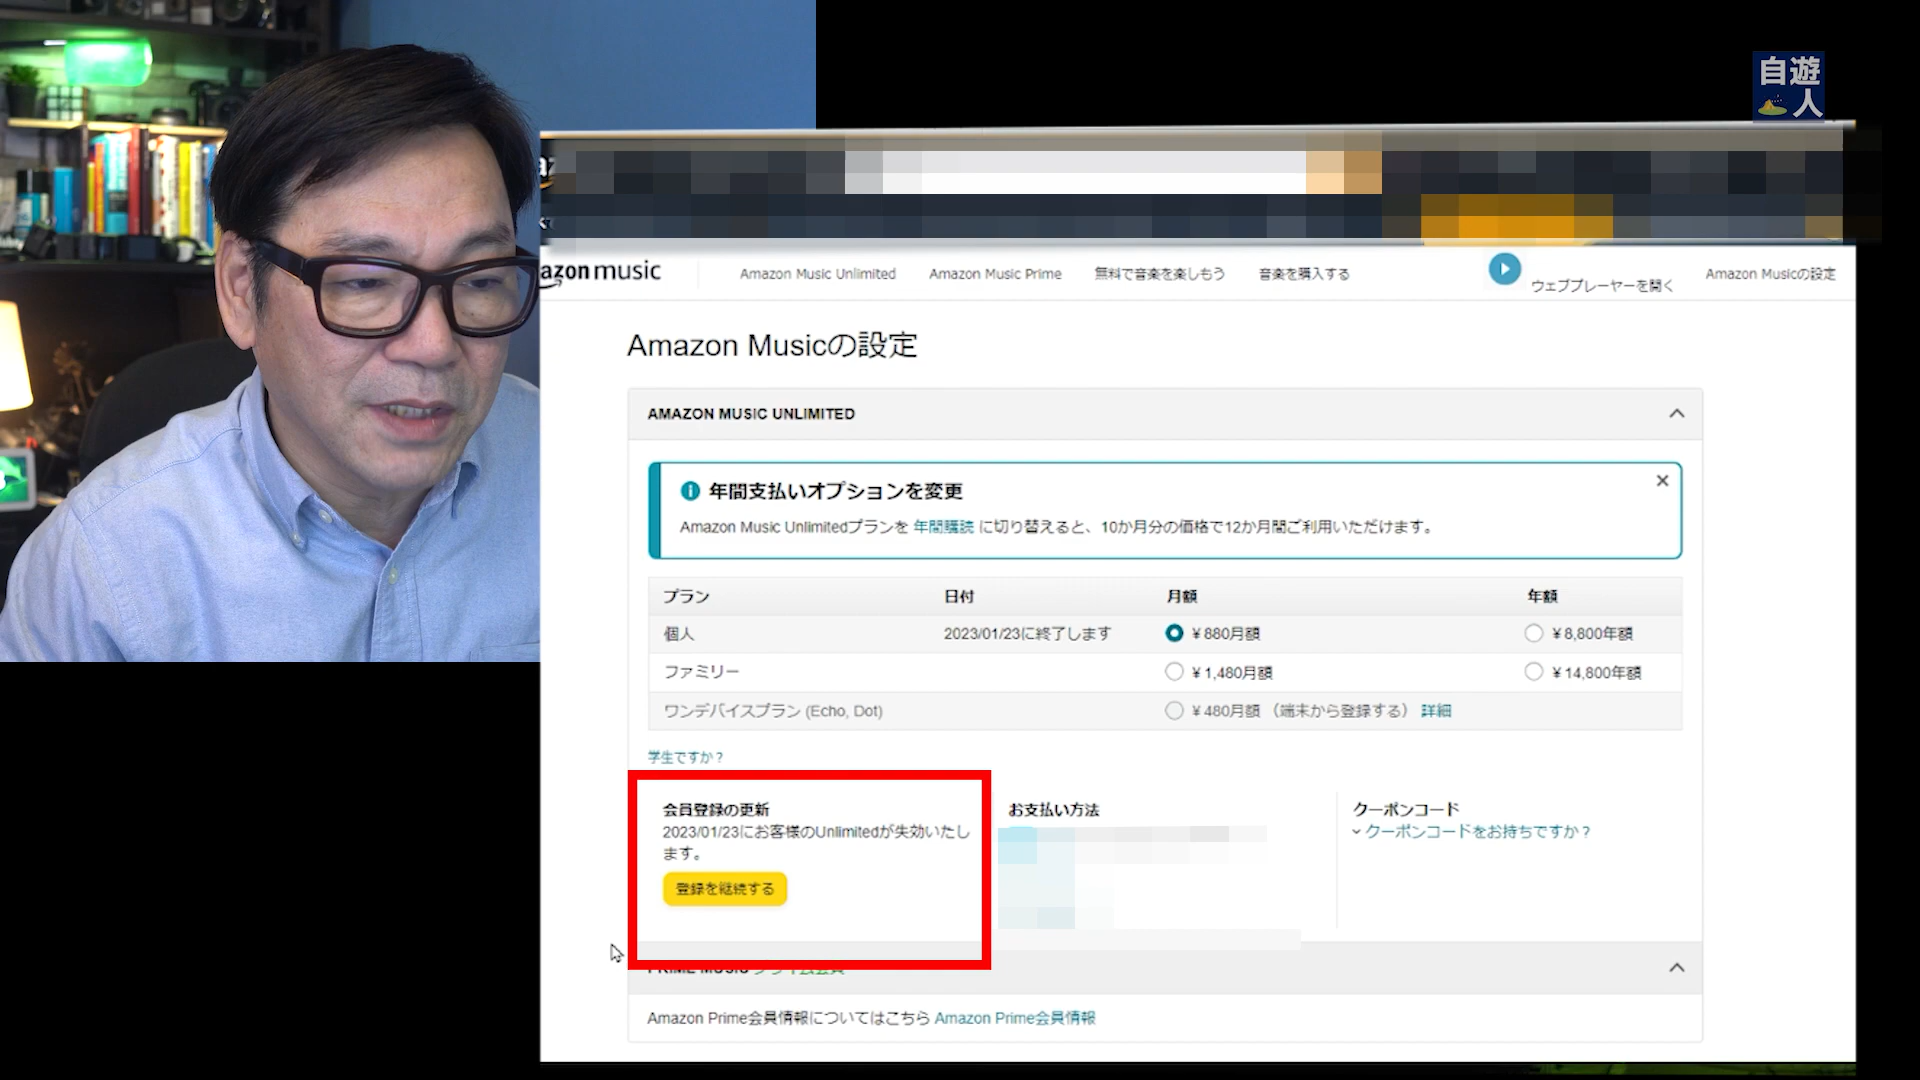 自遊
人
azon music
Amazon Music Unlimited
Amazon Music Prime
無料で音楽を楽しもう
音楽を購入する
ウェブプレーヤーを開く
Amazon Musicの設定
Amazon Musicの設定
AMAZON MUSIC UNLIMITED
年間支払いオプションを変更
Amazon Music Unlimitedプランを 年間購読 に切り替えると、10か月分の価格で12か月間ご利用いただけます。
プラン 日付 月額 年額
個人 2023/01/23に終了します ¥880月額 ¥8,800年額
ファミリー ¥1,480月額 ¥14,800年額
ワンデバイスプラン (Echo, Dot) ¥480月額 (端末から登録する) 詳細
学生ですか？
会員登録の更新
2023/01/23にお客様のUnlimitedが失効いたし
ます。
登録を継続する
お支払い方法
クーポンコード
クーポンコードをお持ちですか？
PRIME MUSIC プライム会員
Amazon Prime会員情報についてはこちら Amazon Prime会員情報